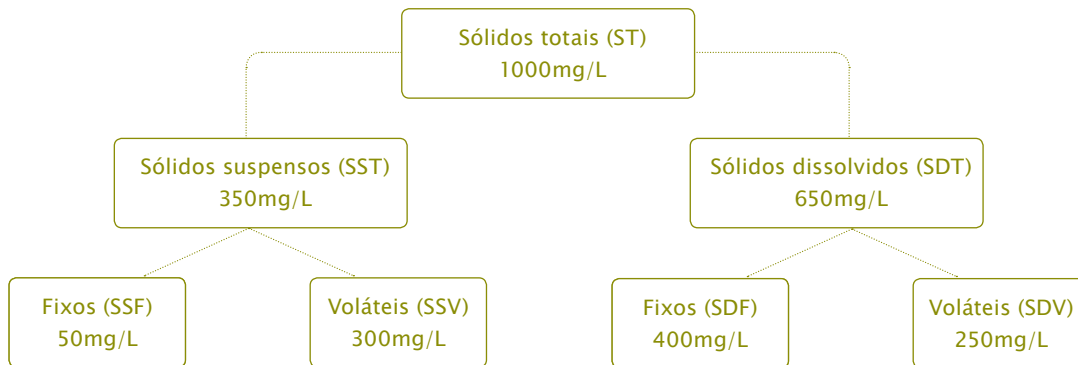 Sólidos totais (ST)
1000mg/L
Sólidos suspensos (SST)
350mg/L
Sólidos dissolvidos (SDT)
650mg/L
Fixos (SSF)
50mg/L
Voláteis (SSV)
300mg/L
Fixos (SDF)
400mg/L
Voláteis (SDV)
250mg/L